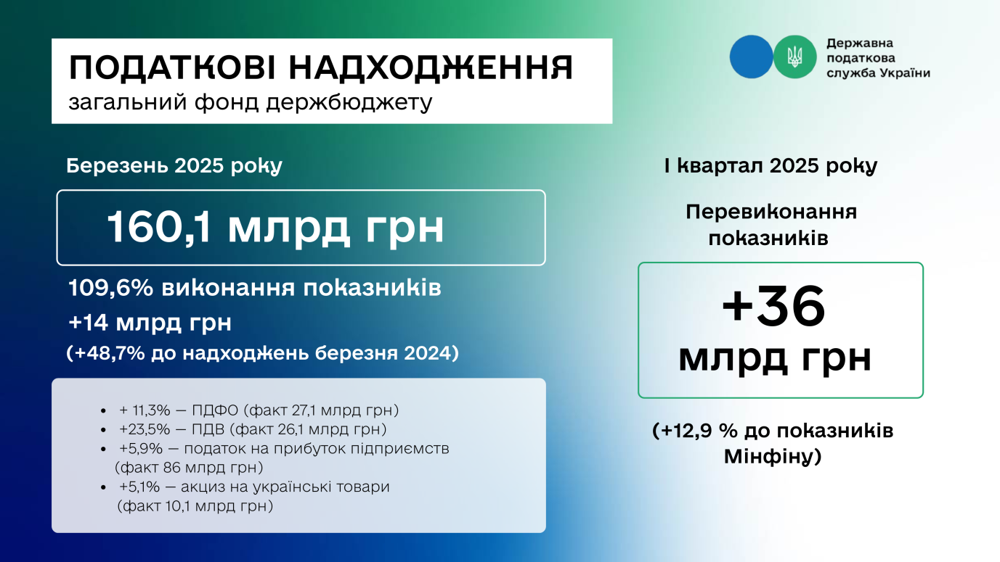 ПОДАТКОВІ НАДХОДЖЕННЯ
загальний фонд держбюджету
Державна
податкова
служба України
Березень 2025 року
160,1 млрд грн
109,6% виконання показників
+14 млрд грн
(+48,7% до надходжень березня 2024)
• + 11,3% — ПДФО (факт 27,1 млрд грн)
• +23,5% — ПДВ (факт 26,1 млрд грн)
• +5,9% — податок на прибуток підприємств
(факт 86 млрд грн)
• +5,1% — акциз на українські товари
(факт 10,1 млрд грн)
І квартал 2025 року
Перевиконання
показників
+36
млрд грн
(+12,9 % до показників
Мінфіну)